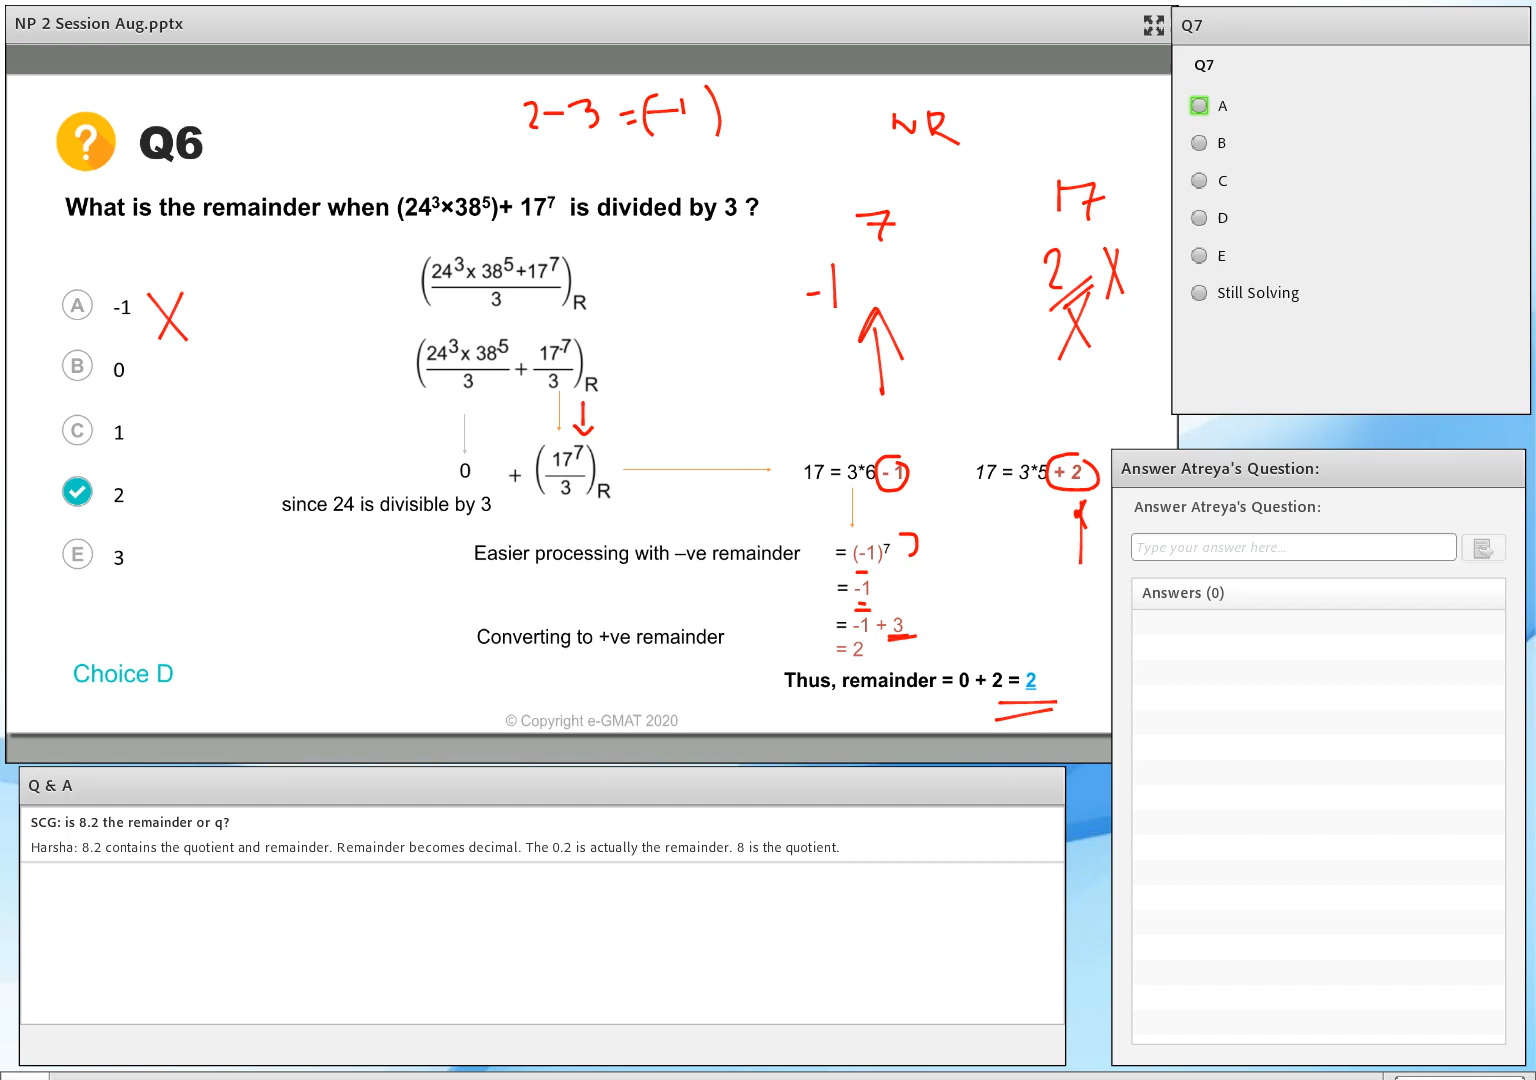 NP 2 Session Aug.pptx
2-3 = (-1)
NR
Q6
What is the remainder when (24³×38⁵)+ 17⁷ is divided by 3 ?
7
17
-1
2 X
X
(24³x 38⁵+17⁷ / 3)R
(24³x 38⁵ / 3 + 17⁷ / 3)R
A -1 X
B 0
C 1
2
E 3
0 + (17⁷ / 3)R
since 24 is divisible by 3
17 = 3*6 - 1
17 = 3*5 + 2
Easier processing with –ve remainder = (-1)⁷
= -1
Converting to +ve remainder
= -1 + 3
= 2
Thus, remainder = 0 + 2 = 2
Choice D
© Copyright e-GMAT 2020
Q7
Q7
A
B
C
D
E
Still Solving
Answer Atreya's Question:
Answer Atreya's Question:
Type your answer here...
Answers (0)
Q & A
SCG: is 8.2 the remainder or q?
Harsha: 8.2 contains the quotient and remainder. Remainder becomes decimal. The 0.2 is actually the remainder. 8 is the quotient.